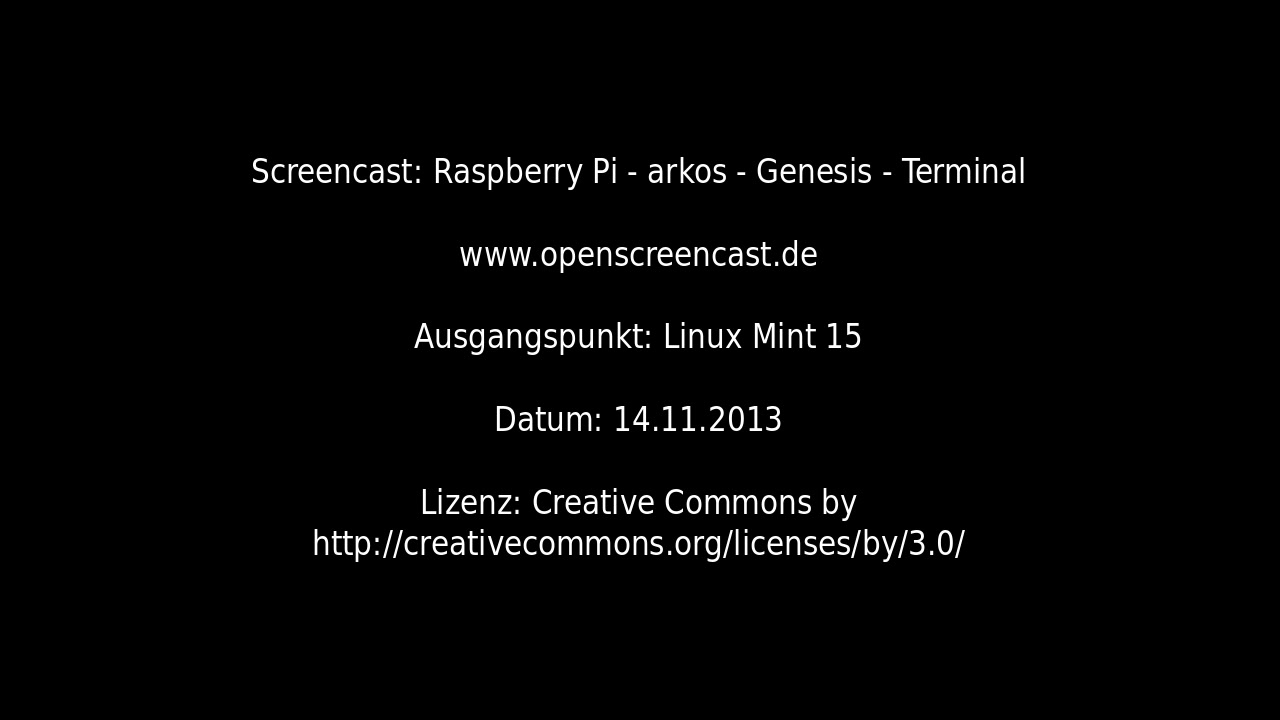 Screencast: Raspberry Pi - arkos - Genesis - Terminal
www.openscreencast.de
Ausgangspunkt: Linux Mint 15
Datum: 14.11.2013
Lizenz: Creative Commons by
http://creativecommons.org/licenses/by/3.0/